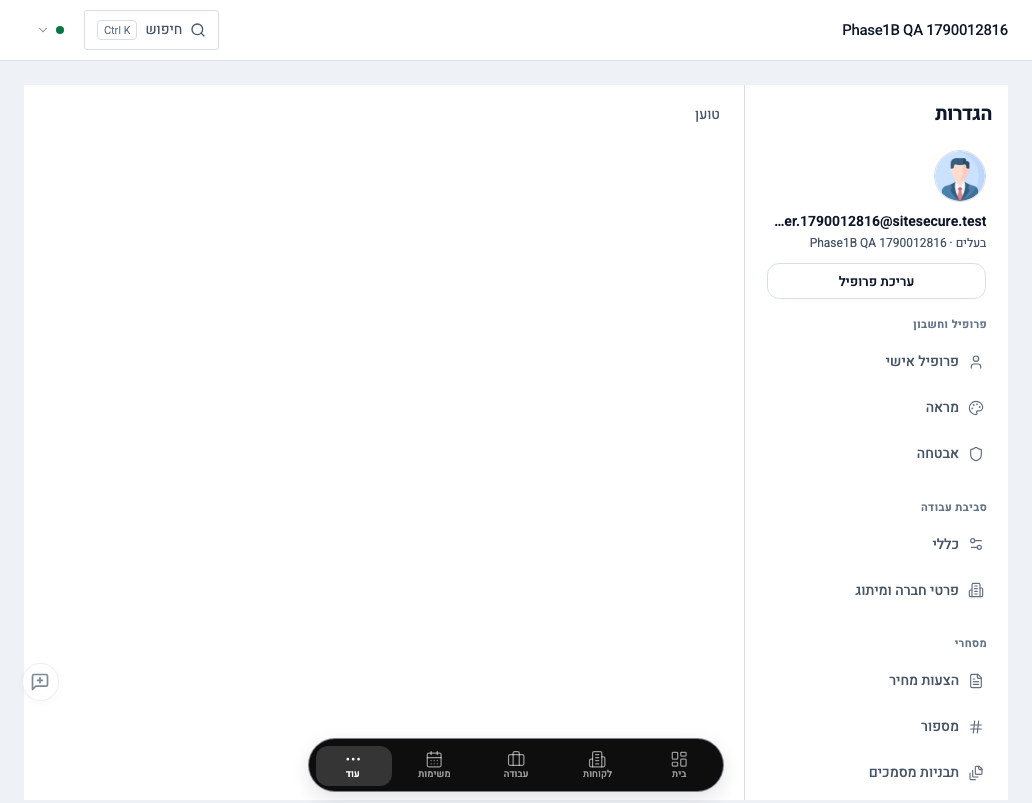 Phase1B QA 1790012816
חיפוש
Ctrl K
הגדרות
...er.1790012816@sitesecure.test
בעלים · Phase1B QA 1790012816
עריכת פרופיל
פרופיל וחשבון
פרופיל אישי
מראה
אבטחה
סביבת עבודה
כללי
פרטי חברה ומיתוג
מסחרי
הצעות מחיר
מספור
תבניות מסמכים
טוען
בית
לקוחות
עבודה
משימות
עוד